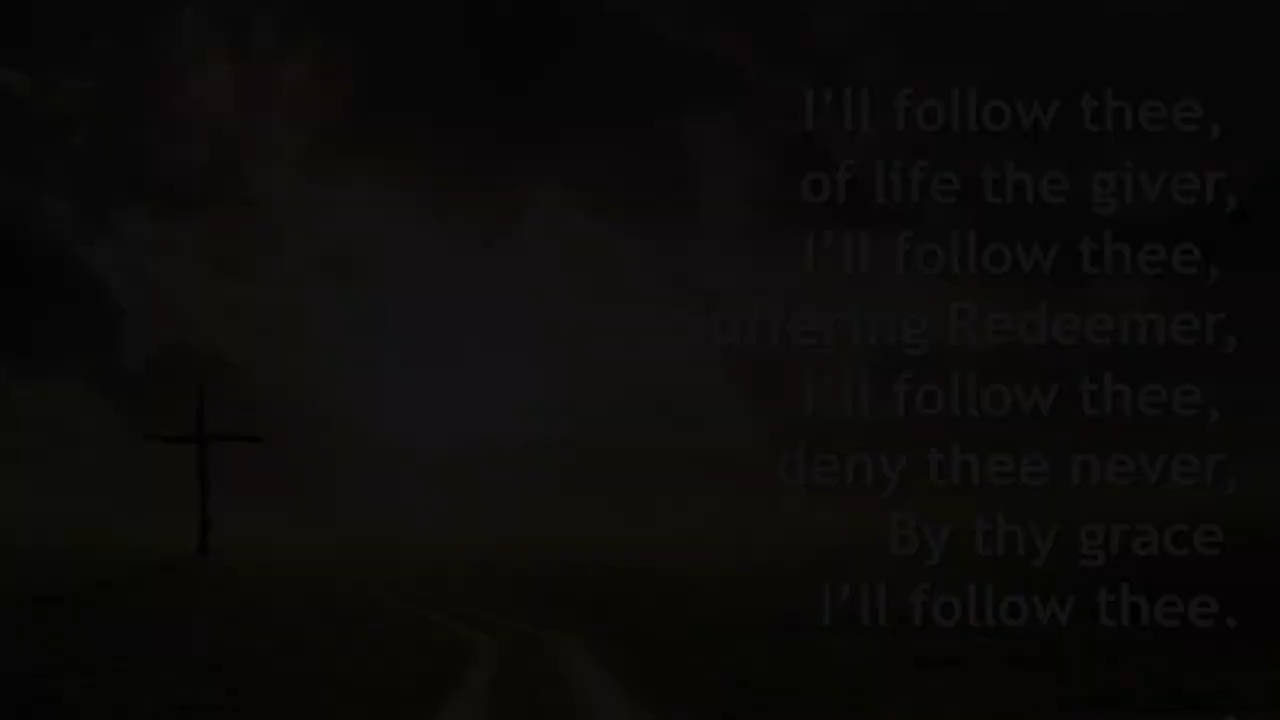 I'll follow thee,
of life the giver,
I'll follow thee,
suffering Redeemer,
I'll follow thee,
deny thee never,
By thy grace
I'll follow thee.